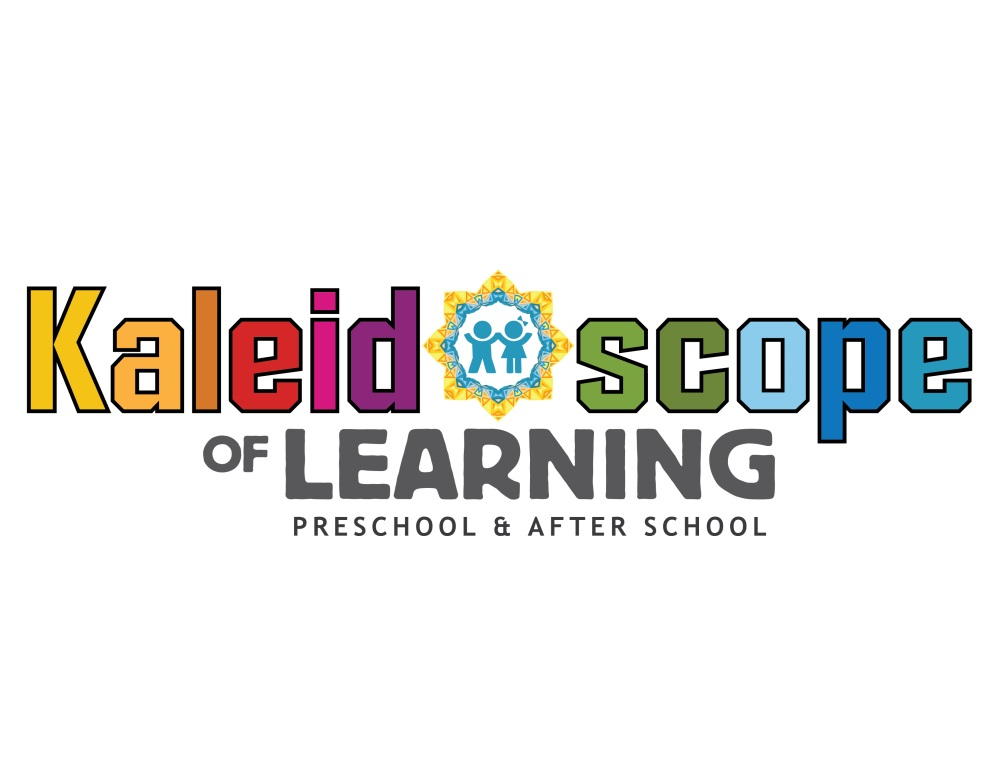 Kaleidoscope
OF LEARNING
PRESCHOOL & AFTER SCHOOL